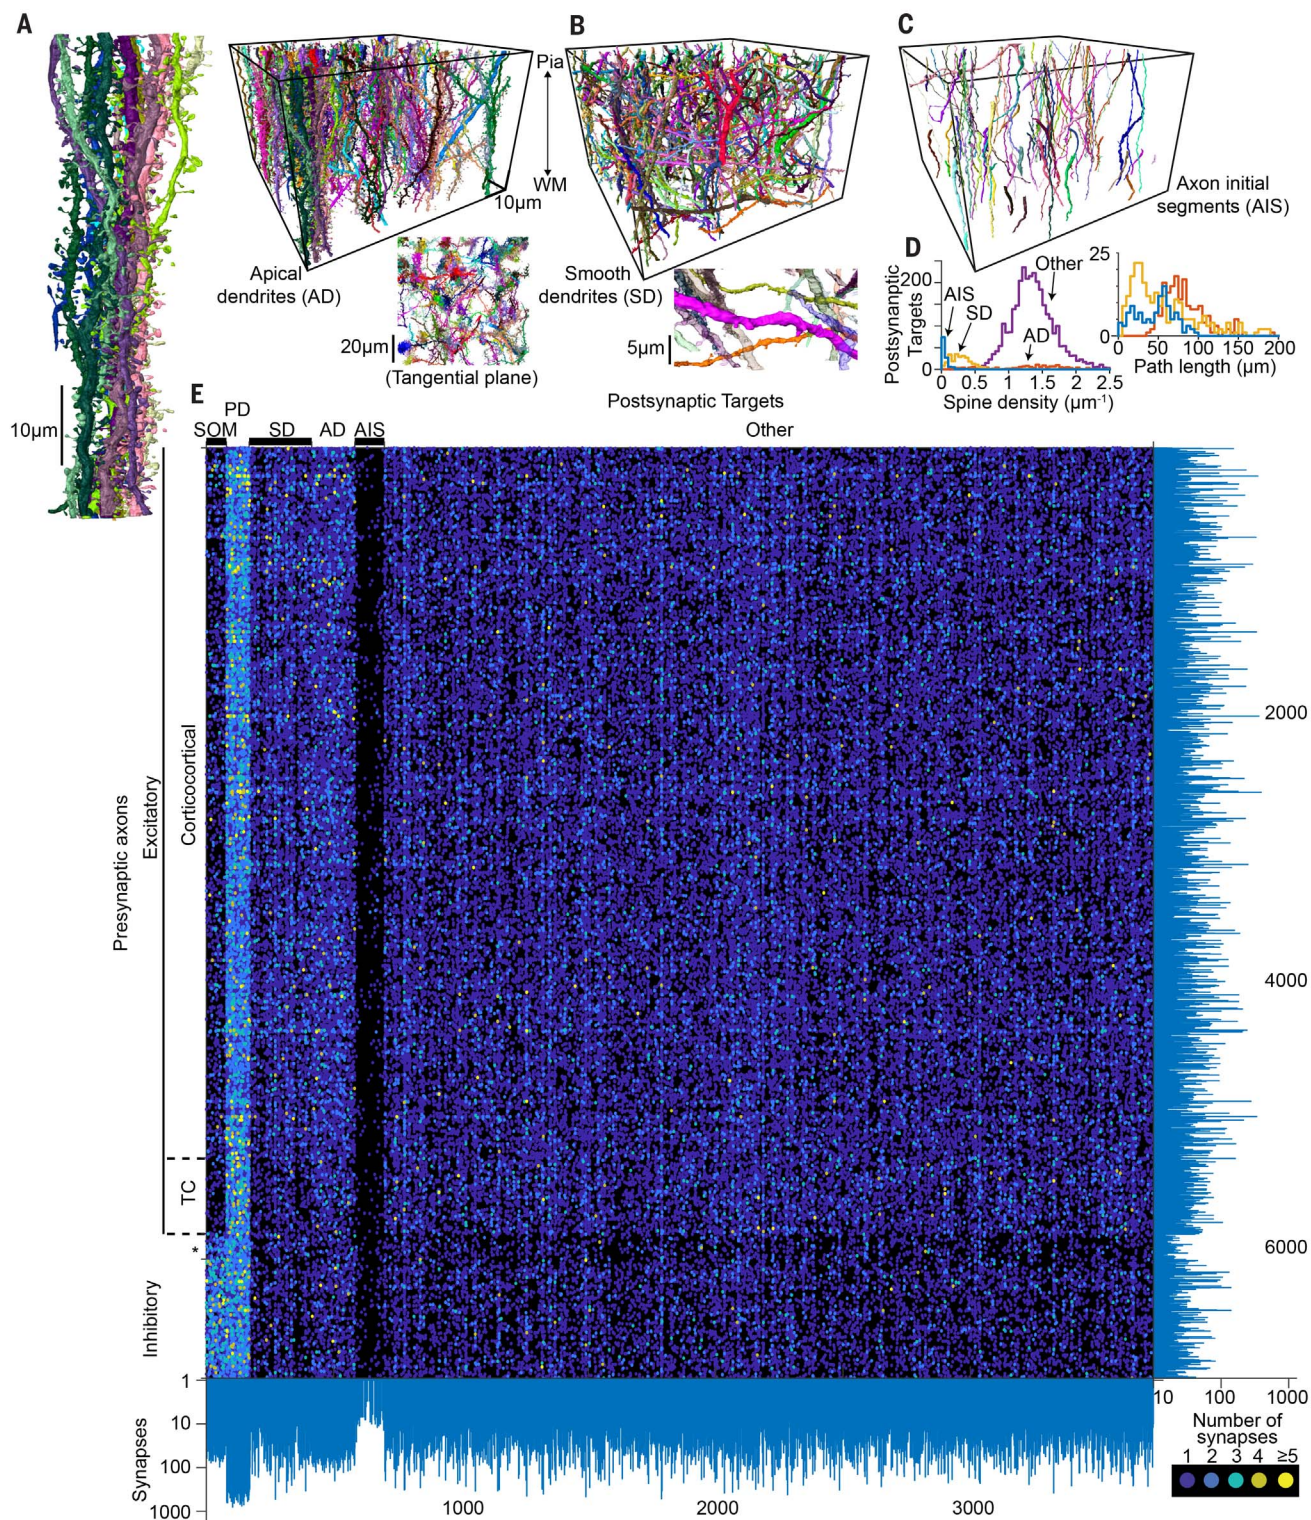 A
B
C
Pia
WM
10µm
Apical
dendrites (AD)
20µm
(Tangential plane)
10µm
Smooth
dendrites (SD)
5µm
Axon initial
segments (AIS)
D
Postsynaptic
Targets
200
0
AIS
SD
Other
AD
0 0.5 1 1.5 2 2.5
Spine density (µm-1)
25
0
0 50 100 150 200
Path length (µm)
E
Postsynaptic Targets
SOM PD SD AD AIS Other
Presynaptic axons
Excitatory
Corticocortical
TC
*
Inhibitory
2000
4000
6000
Synapses
1
10
100
1000
1000 2000 3000
10 100 1000
Number of
synapses
1 2 3 4 ≥5